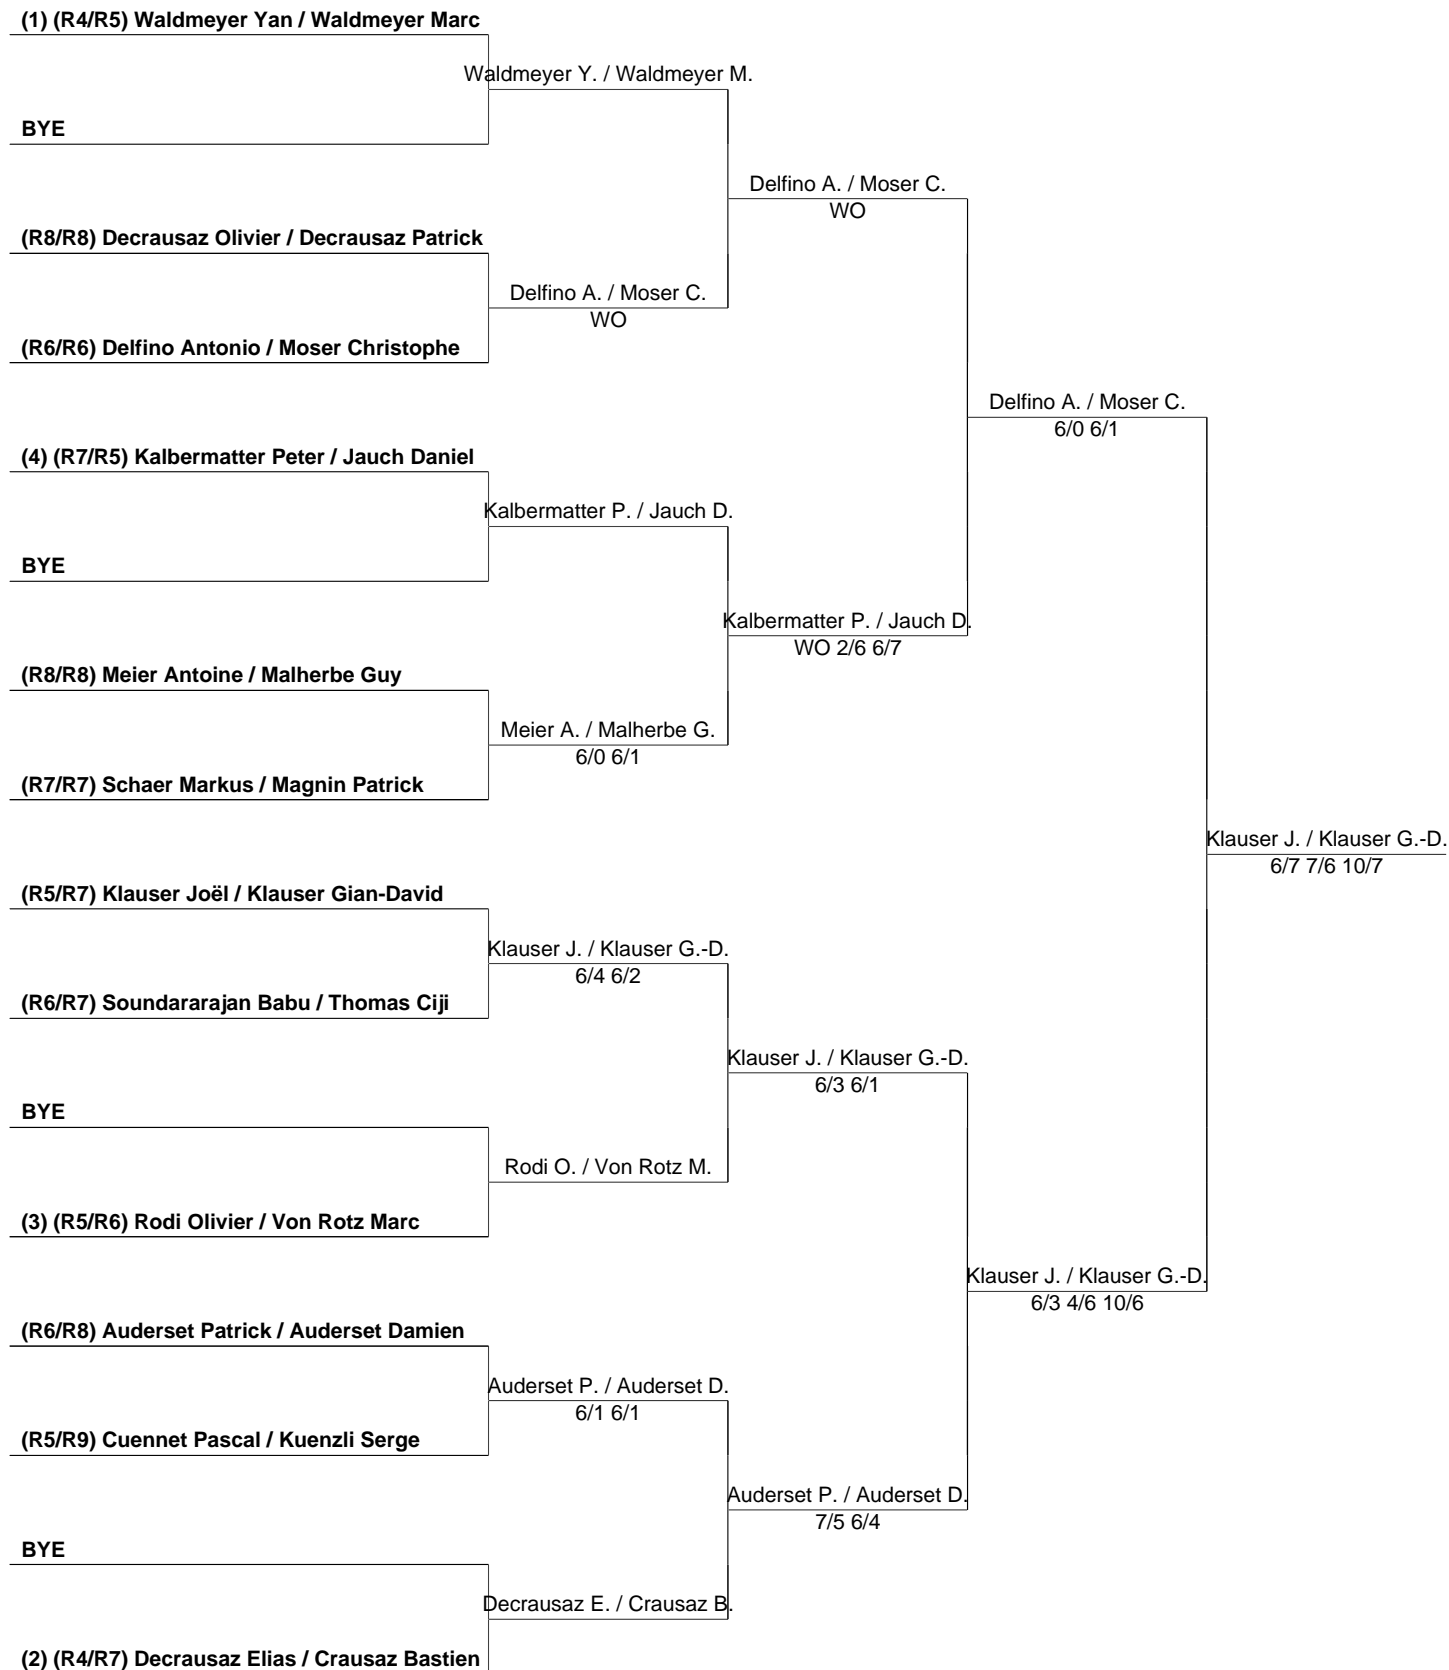 (1) (R4/R5) Waldmeyer Yan / Waldmeyer Marc
Waldmeyer Y. / Waldmeyer M.
BYE
Delfino A. / Moser C.
WO
(R8/R8) Decrausaz Olivier / Decrausaz Patrick
Delfino A. / Moser C.
WO
(R6/R6) Delfino Antonio / Moser Christophe
Delfino A. / Moser C.
6/0 6/1
(4) (R7/R5) Kalbermatter Peter / Jauch Daniel
Kalbermatter P. / Jauch D.
BYE
Kalbermatter P. / Jauch D.
WO 2/6 6/7
(R8/R8) Meier Antoine / Malherbe Guy
Meier A. / Malherbe G.
6/0 6/1
(R7/R7) Schaer Markus / Magnin Patrick
Klauser J. / Klauser G.-D.
6/7 7/6 10/7
(R5/R7) Klauser Joël / Klauser Gian-David
Klauser J. / Klauser G.-D.
6/4 6/2
(R6/R7) Soundararajan Babu / Thomas Ciji
Klauser J. / Klauser G.-D.
6/3 6/1
BYE
Rodi O. / Von Rotz M.
(3) (R5/R6) Rodi Olivier / Von Rotz Marc
Klauser J. / Klauser G.-D.
6/3 4/6 10/6
(R6/R8) Auderset Patrick / Auderset Damien
Auderset P. / Auderset D.
6/1 6/1
(R5/R9) Cuennet Pascal / Kuenzli Serge
Auderset P. / Auderset D.
7/5 6/4
BYE
Decrausaz E. / Crausaz B.
(2) (R4/R7) Decrausaz Elias / Crausaz Bastien